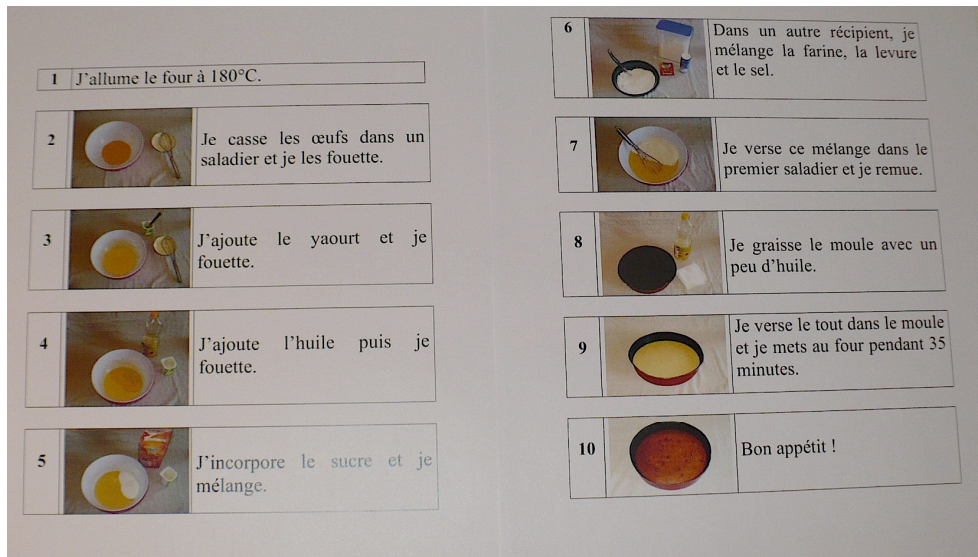 1 J'allume le four à 180°C.
2 Je casse les œufs dans un
saladier et je les fouette.
3 J'ajoute le yaourt et je
fouette.
4 J'ajoute l'huile puis je
fouette.
5 J'incorpore le sucre et je
mélange.
6 Dans un autre récipient, je
mélange la farine, la levure
et le sel.
7 Je verse ce mélange dans le
premier saladier et je remue.
8 Je graisse le moule avec un
peu d'huile.
9 Je verse le tout dans le moule
et je mets au four pendant 35
minutes.
10 Bon appétit !